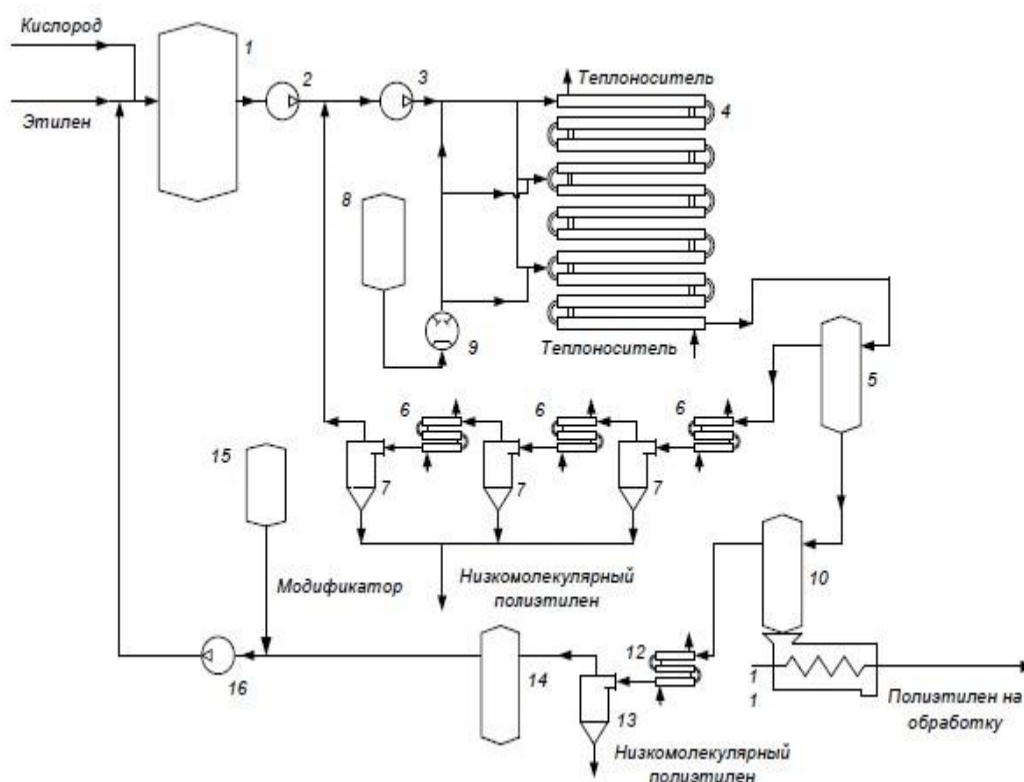 Кислород
1
2
3
Теплоноситель
4
Этилен
8
9
Теплоноситель
5
6
6
6
15
7
7
7
Модификатор
Низкомолекулярный
полиэтилен
10
12
1
1
16
14
13
Полиэтилен на
обработку
Низкомолекулярный
полиэтилен